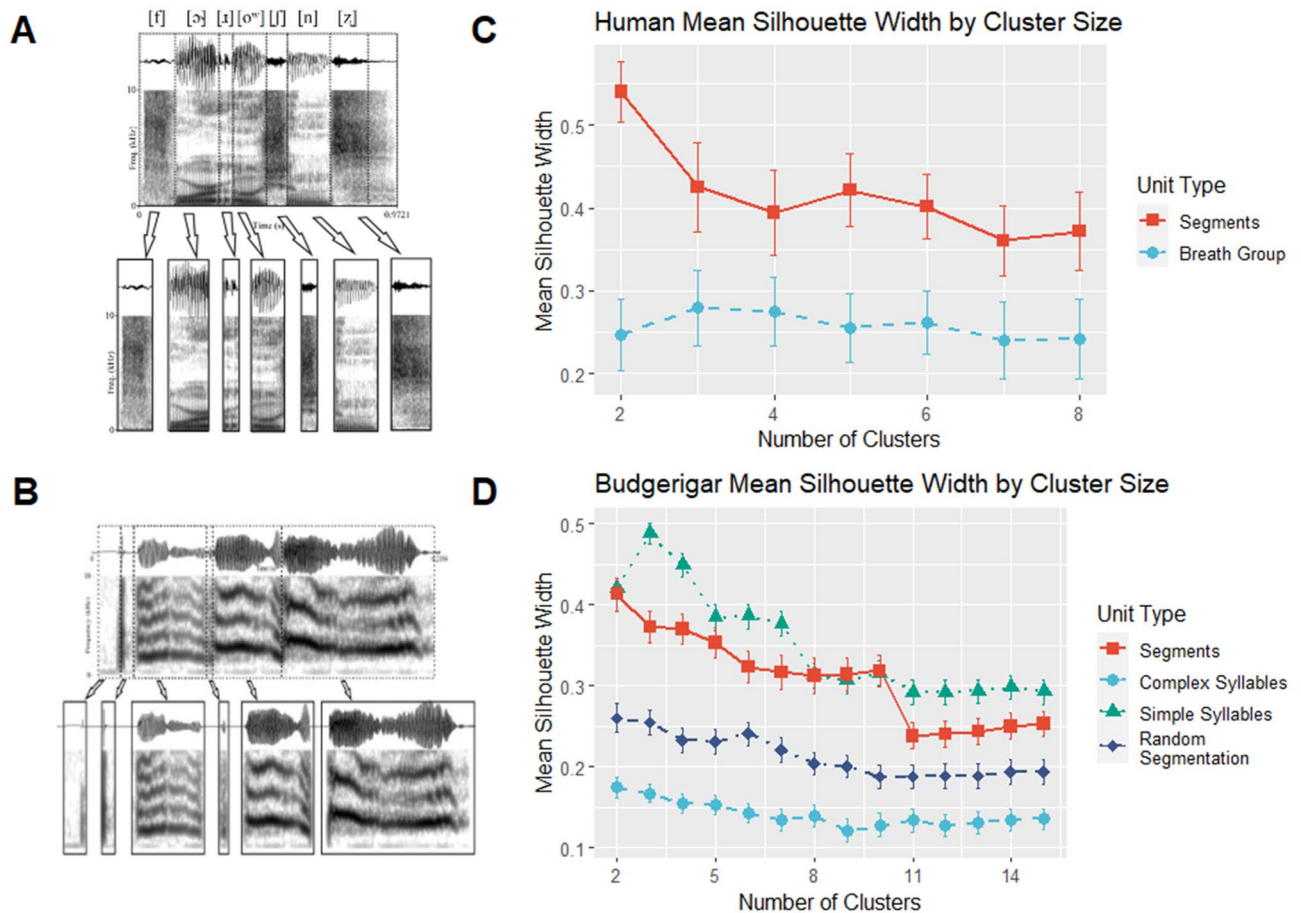 A
[f] [ɚ] [ɹ] [oʷ] [ʃ] [n] [z̩]
10
Freq. (kHz)
0
0
Time (s)
0.9721
10
Freq. (kHz)
0
B
Frequency (kHz)
C
Human Mean Silhouette Width by Cluster Size
Mean Silhouette Width
0.5
0.4
0.3
0.2
2 4 6 8
Number of Clusters
Unit Type
Segments
Breath Group
D
Budgerigar Mean Silhouette Width by Cluster Size
Mean Silhouette Width
0.5
0.4
0.3
0.2
0.1
2 5 8 11 14
Number of Clusters
Unit Type
Segments
Complex Syllables
Simple Syllables
Random
Segmentation